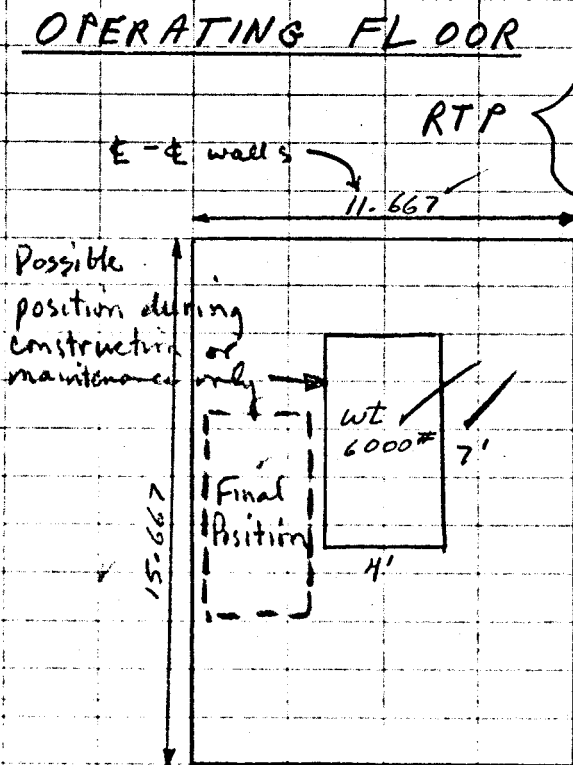 OPERATING FLOOR
RTP
℄ - ℄ walls
11.667
Possible
position during
construction or
maintenance only
wt
6000#
7'
Final
Position
15.667
4'